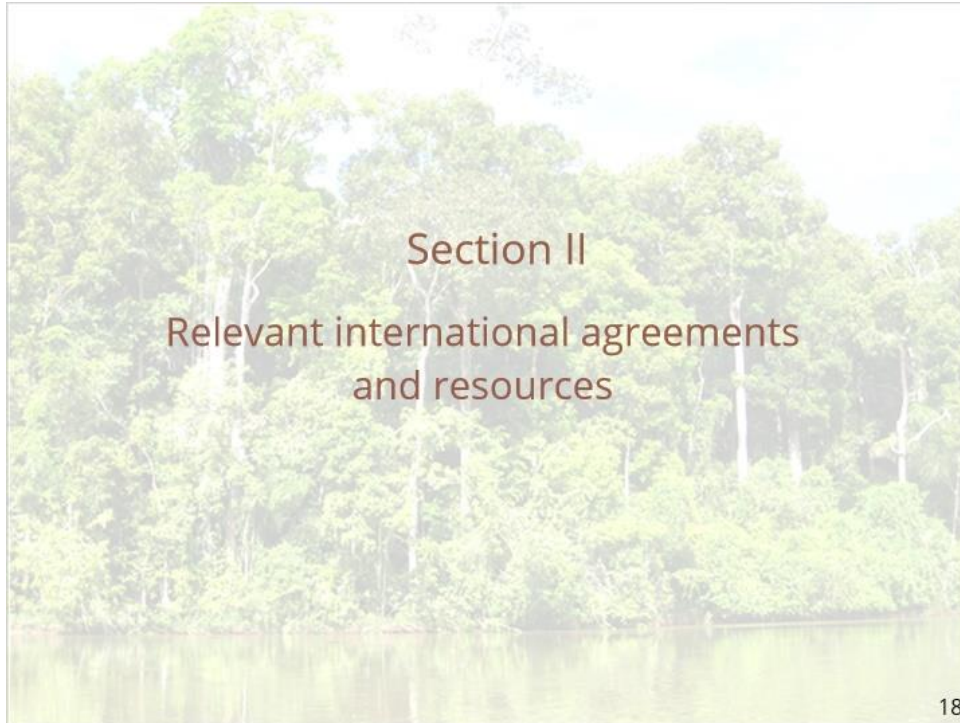 Section II
Relevant international agreements
and resources
18